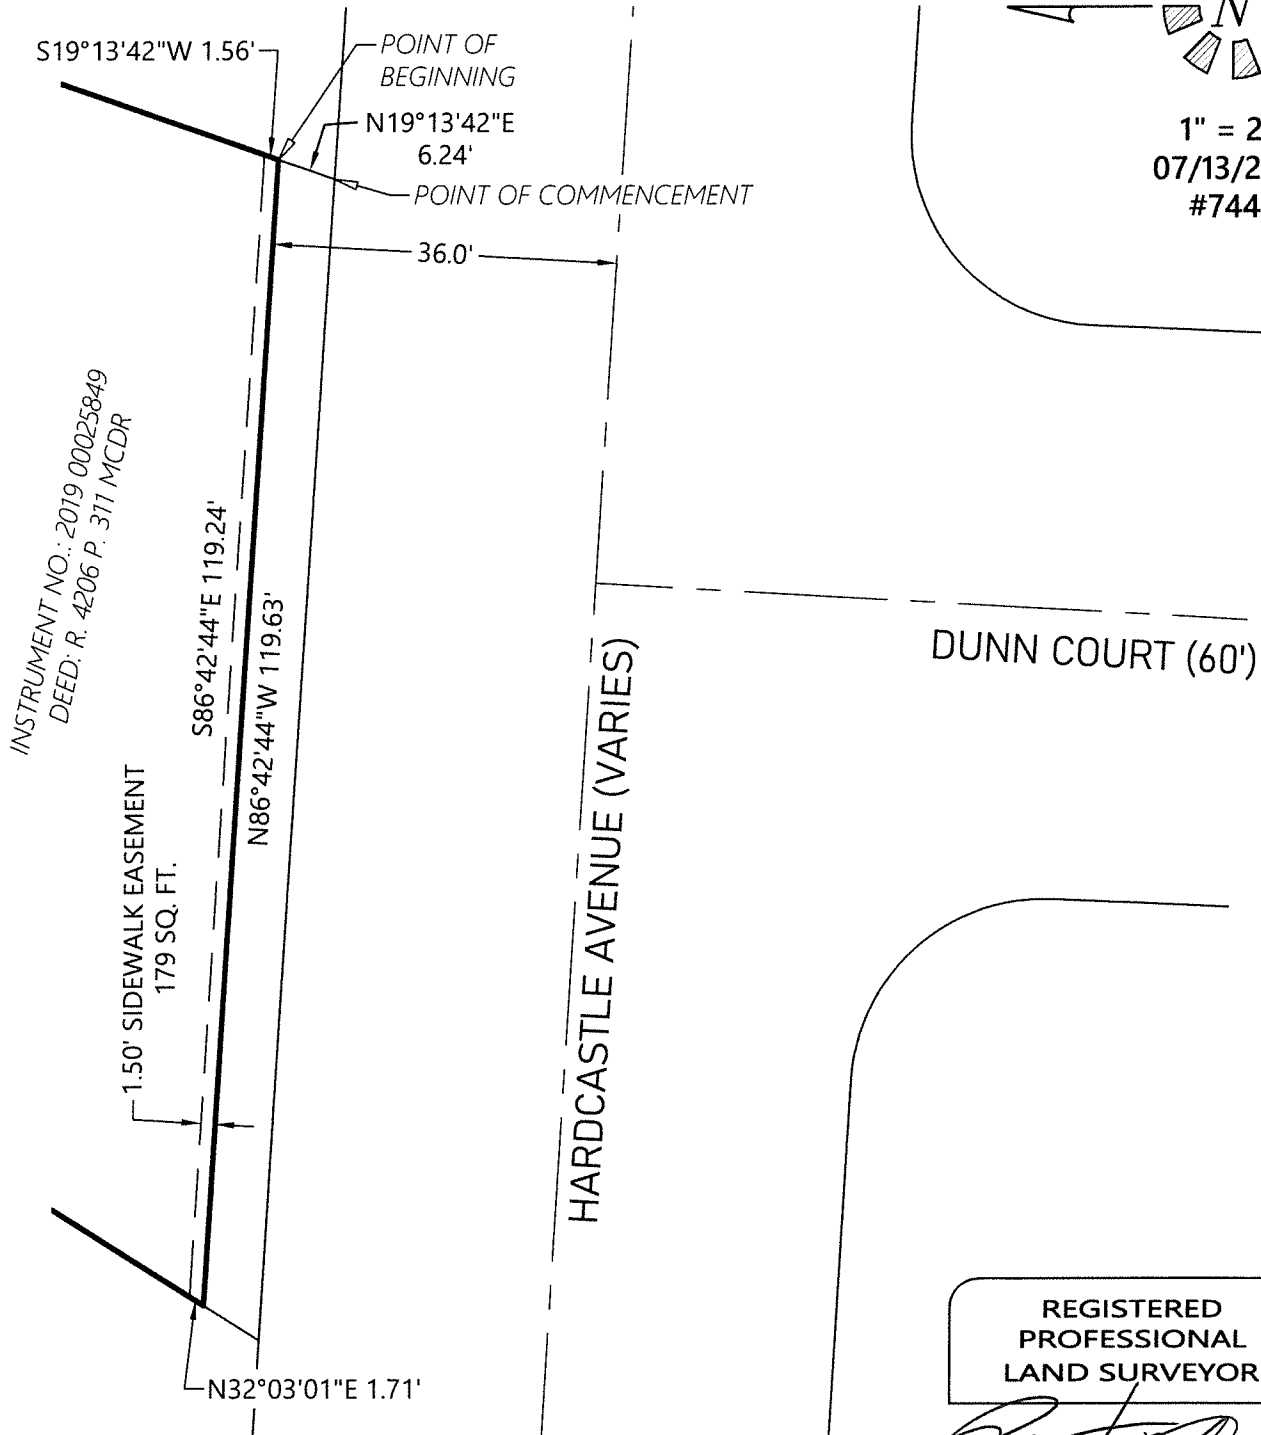 S19°13'42"W 1.56'
POINT OF
BEGINNING
N19°13'42"E
6.24'
POINT OF COMMENCEMENT
36.0'
N
1" = 2
07/13/2
#744
INSTRUMENT NO.: 2019 00025849
DEED: R. 4206 P. 311 MCDR
S86°42'44"E 119.24'
N86°42'44"W 119.63'
1.50' SIDEWALK EASEMENT
179 SQ. FT.
HARDCASTLE AVENUE (VARIES)
DUNN COURT (60')
N32°03'01"E 1.71'
REGISTERED
PROFESSIONAL
LAND SURVEYOR